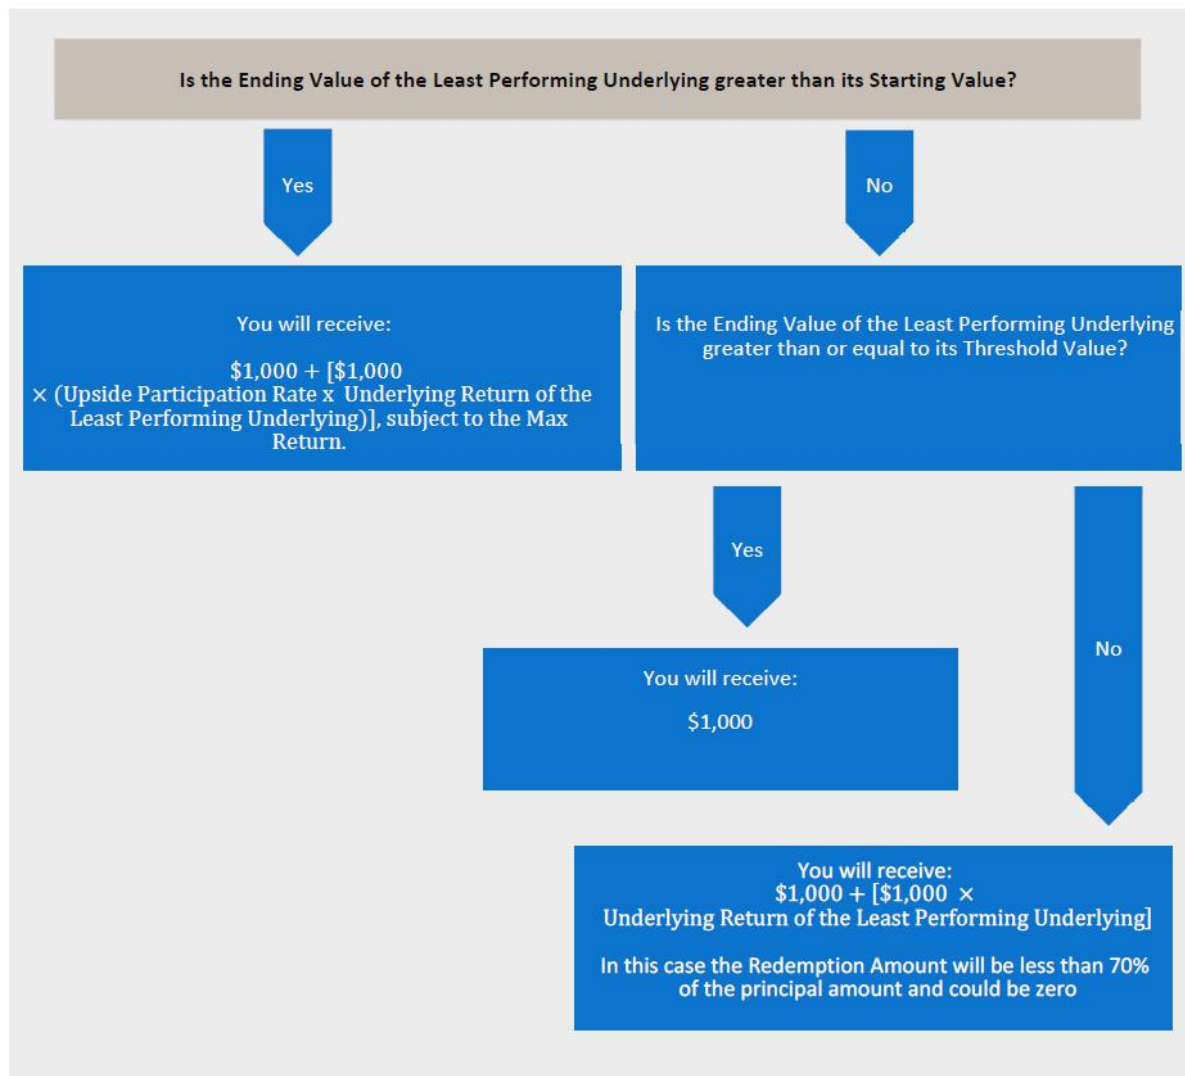 Is the Ending Value of the Least Performing Underlying greater than its Starting Value?
Yes
No
You will receive:
$1,000 + [$1,000
× (Upside Participation Rate x Underlying Return of the
Least Performing Underlying)], subject to the Max
Return.
Is the Ending Value of the Least Performing Underlying
greater than or equal to its Threshold Value?
Yes
No
You will receive:
$1,000
You will receive:
$1,000 + [$1,000 ×
Underlying Return of the Least Performing Underlying]
In this case the Redemption Amount will be less than 70%
of the principal amount and could be zero